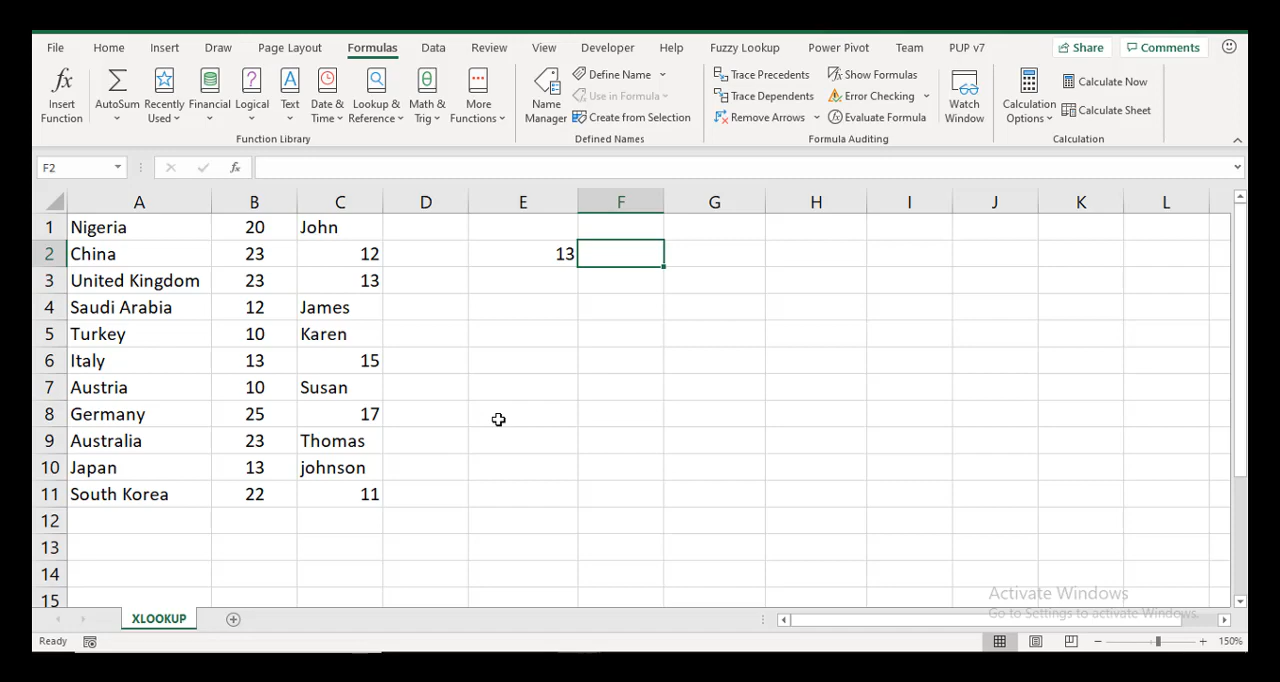 File Home Insert Draw Page Layout Formulas Data Review View Developer Help Fuzzy Lookup Power Pivot Team PUP v7 Share Comments
fx Insert Function
Σ AutoSum
Recently Used
Financial
Logical
? Text
A Date & Time
Lookup & Reference
θ Math & Trig
More Functions
Function Library
Name Manager
Define Name
Use in Formula
Create from Selection
Defined Names
Trace Precedents
Trace Dependents
Remove Arrows
Show Formulas
Error Checking
Evaluate Formula
Formula Auditing
Watch Window
Calculation Options
Calculate Now
Calculate Sheet
Calculation
F2 fx
A B C D E F G H I J K L
1 Nigeria 20 John
2 China 23 12 13
3 United Kingdom 23 13
4 Saudi Arabia 12 James
5 Turkey 10 Karen
6 Italy 13 15
7 Austria 10 Susan
8 Germany 25 17
9 Australia 23 Thomas
10 Japan 13 johnson
11 South Korea 22 11
12
13
14
15
Activate Windows
Go to Settings to activate Windows.
XLOOKUP
Ready 150%